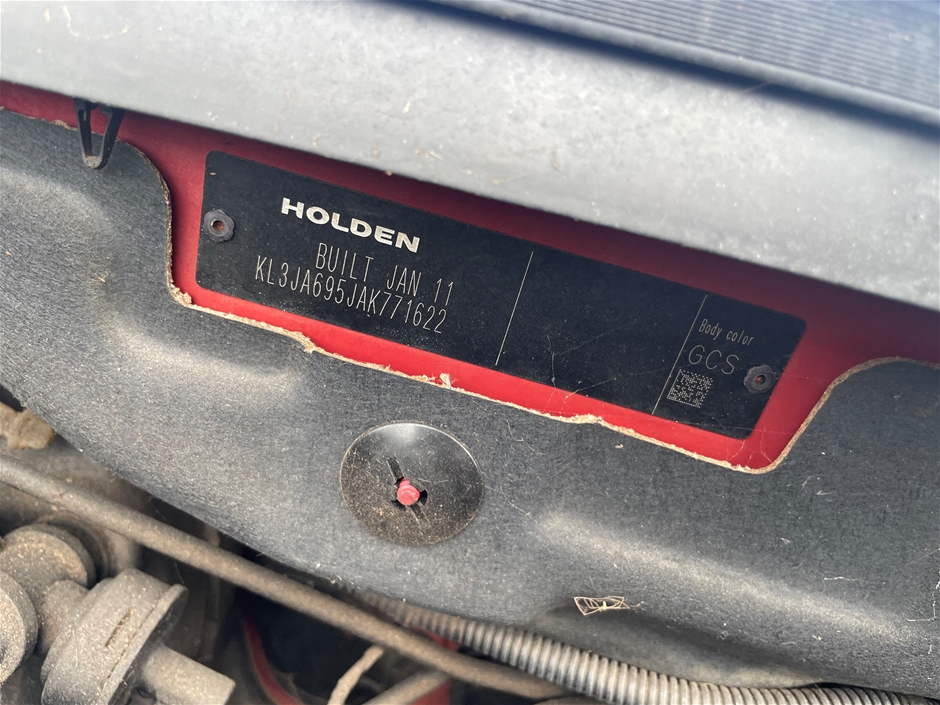 HOLDEN
BUILT JAN 11
KL3JA695JAK771622
Body color
GCS